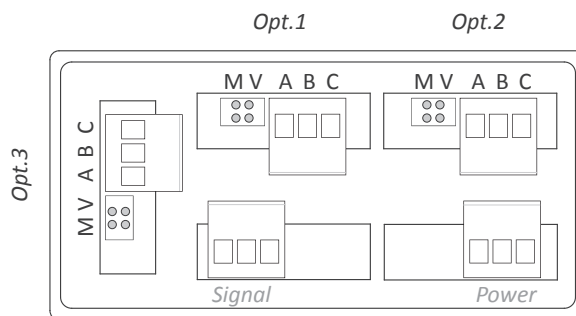 Opt.1 Opt.2
M V A B C M V A B C
Opt.3
M V A B C
Signal Power